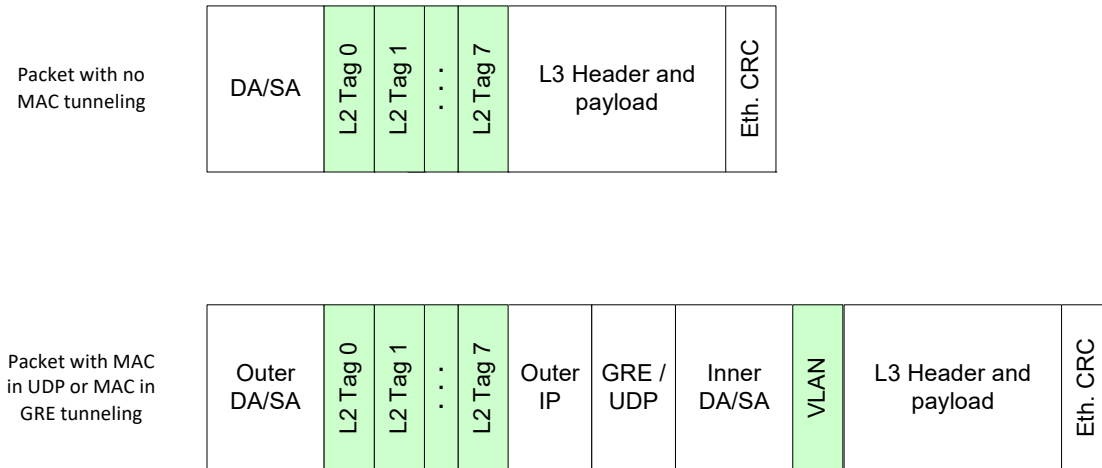 Packet with no
MAC tunneling
DA/SA
L2 Tag 0
L2 Tag 1
. . .
L2 Tag 7
L3 Header and
payload
Eth. CRC
Packet with MAC
in UDP or MAC in
GRE tunneling
Outer
DA/SA
L2 Tag 0
L2 Tag 1
. . .
L2 Tag 7
Outer
IP
GRE /
UDP
Inner
DA/SA
VLAN
L3 Header and
payload
Eth. CRC